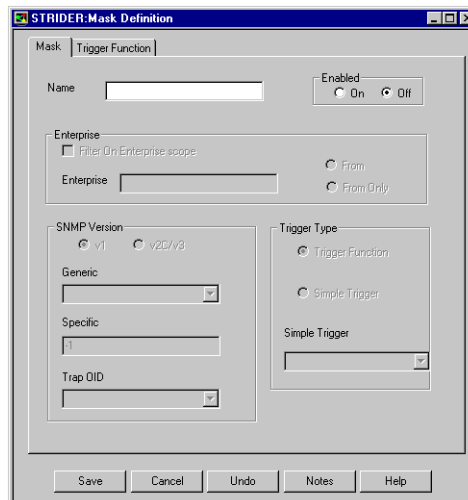 STRIDER:Mask Definition
Mask Trigger Function
Name
Enabled
On Off
Enterprise
Filter On Enterprise scope
Enterprise
From
From Only
SNMP Version
v1 v2C/v3
Generic
Specific
-1
Trap OID
Trigger Type
Trigger Function
Simple Trigger
Simple Trigger
Save Cancel Undo Notes Help